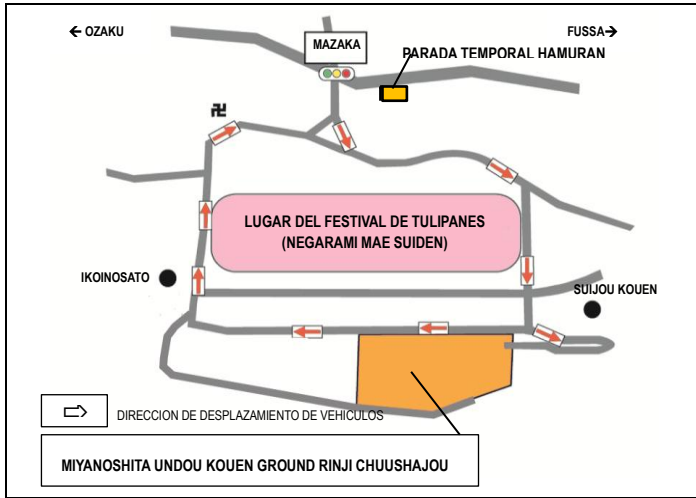 ← OZAKU
FUSSA→
MAZAKA
PARADA TEMPORAL HAMURAN
卍
LUGAR DEL FESTIVAL DE TULIPANES
(NEGARAMI MAE SUIDEN)
IKOINOSATO
SUIJOU KOUEN
DIRECCION DE DESPLAZAMIENTO DE VEHICULOS
MIYANOSHITA UNDOU KOUEN GROUND RINJI CHUUSHAJOU